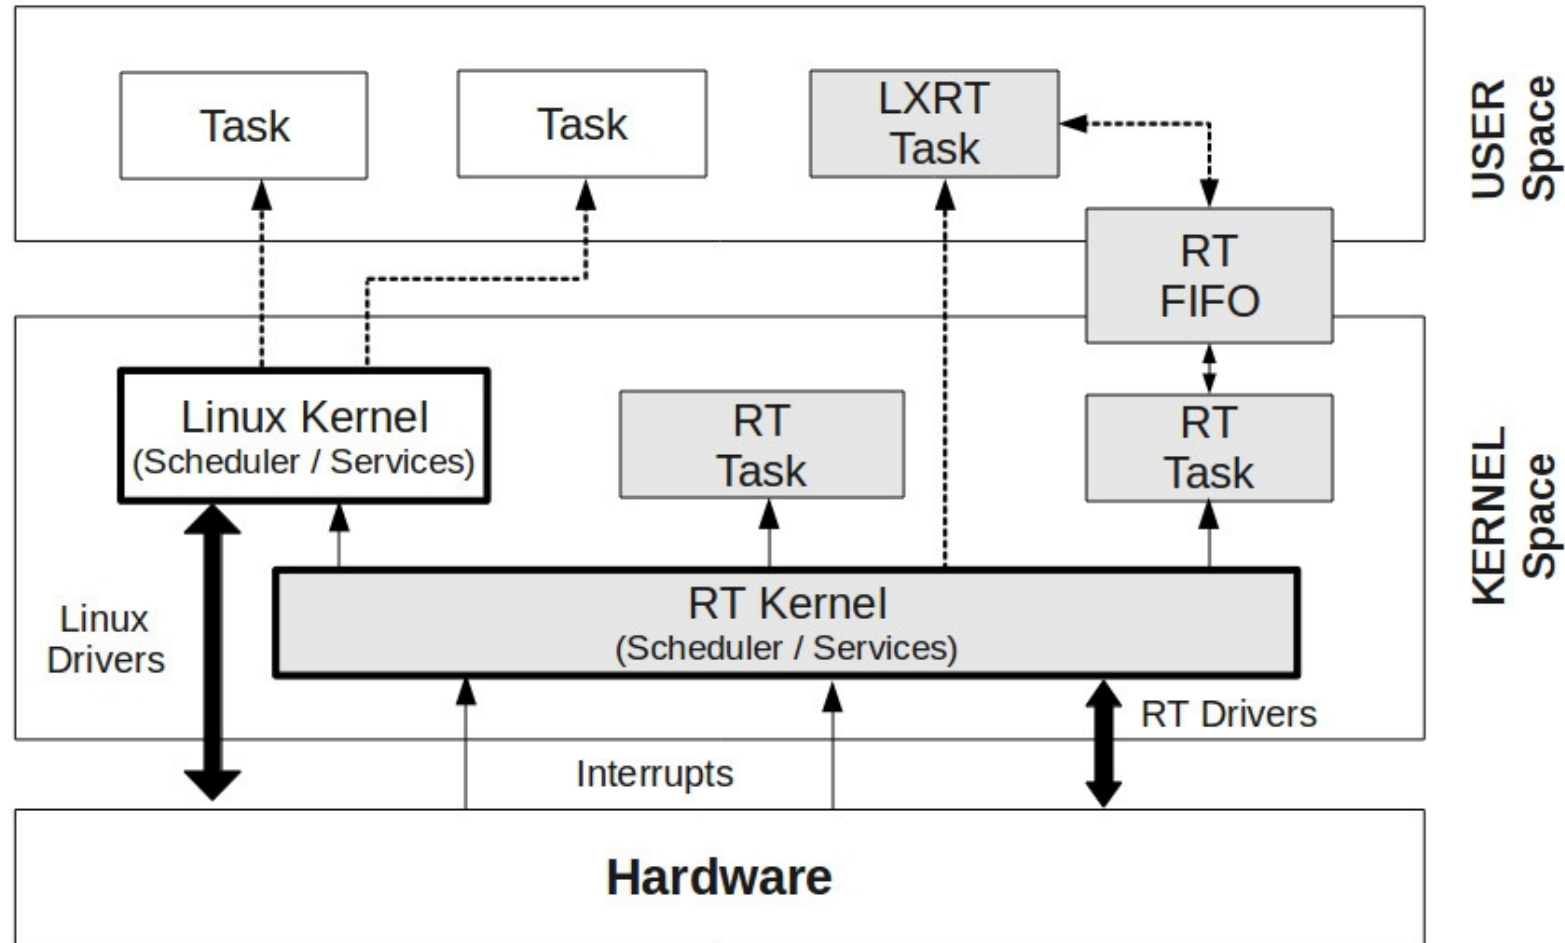 Task
Task
LXRT
Task
USER
Space
RT
FIFO
Linux Kernel
(Scheduler / Services)
RT
Task
RT
Task
KERNEL
Space
RT Kernel
(Scheduler / Services)
Linux
Drivers
RT Drivers
Interrupts
Hardware